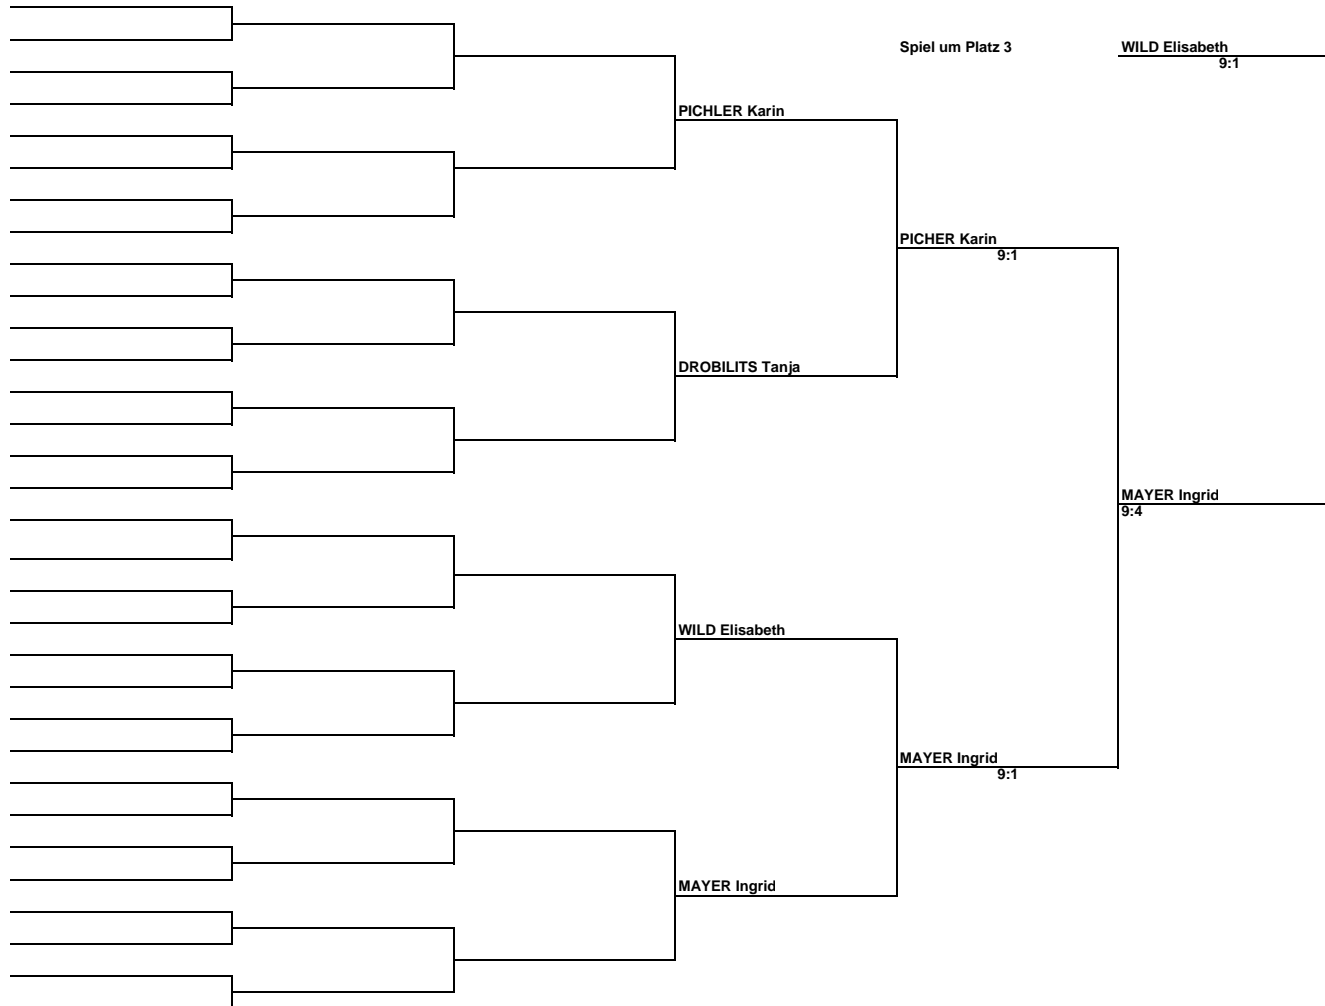 Spiel um Platz 3
WILD Elisabeth
9:1
PICHLER Karin
PICHER Karin
9:1
DROBILITS Tanja
MAYER Ingrid
9:4
WILD Elisabeth
MAYER Ingrid
9:1
MAYER Ingrid